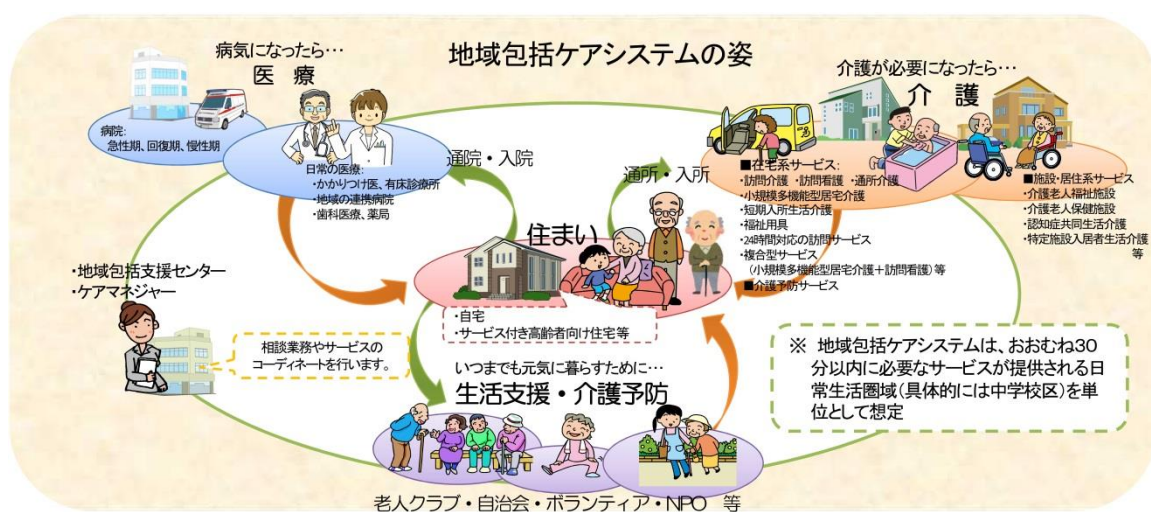 地域包括ケアシステムの姿
病気になったら…
医 療
病院:
急性期、回復期、慢性期
日常の医療:
・かかりつけ医、有床診療所
・地域の連携病院
・歯科医療、薬局
通院・入院
通所・入所
介護が必要になったら…
介 護
■在宅系サービス:
・訪問介護 ・訪問看護 ・通所介護
・小規模多機能型居宅介護
・短期入所生活介護
・福祉用具
・24時間対応の訪問サービス
・複合型サービス
(小規模多機能型居宅介護+訪問看護)等
■介護予防サービス
■施設・居住系サービス
・介護老人福祉施設
・介護老人保健施設
・認知症共同生活介護
・特定施設入居者生活介護
等
住まい
・自宅
・サービス付き高齢者向け住宅等
・地域包括支援センター
・ケアマネジャー
相談業務やサービスの
コーディネートを行います。
いつまでも元気に暮らすために…
生活支援・介護予防
老人クラブ・自治会・ボランティア・NPO 等
※ 地域包括ケアシステムは、おおむね30
分以内に必要なサービスが提供される日
常生活圏域(具体的には中学校区)を単
位として想定